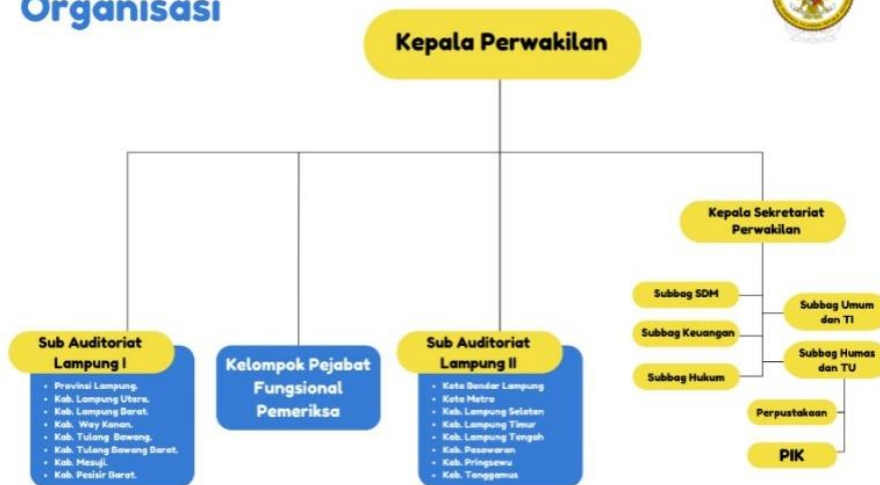 Organisasi
Kepala Perwakilan
Kepala Sekretariat
Perwakilan
Subbag SDM
Subbag Umum
dan TI
Subbag Keuangan
Subbag Humas
dan TU
Subbag Hukum
Perpustakaan
PIK
Sub Auditoriat
Lampung I
• Provinsi Lampung.
• Kab. Lampung Utara.
• Kab. Lampung Barat.
• Kab. Way Kanan.
• Kab. Tulang Bawang.
• Kab. Tulang Bawang Barat.
• Kab. Mesuji.
• Kab. Pesisir Barat.
Kelompok Pejabat
Fungsional
Pemeriksa
Sub Auditoriat
Lampung II
• Kota Bandar Lampung
• Kota Metro
• Kab. Lampung Selatan
• Kab. Lampung Timur
• Kab. Lampung Tengah
• Kab. Pesawaran
• Kab. Pringsewu
• Kab. Tanggamus